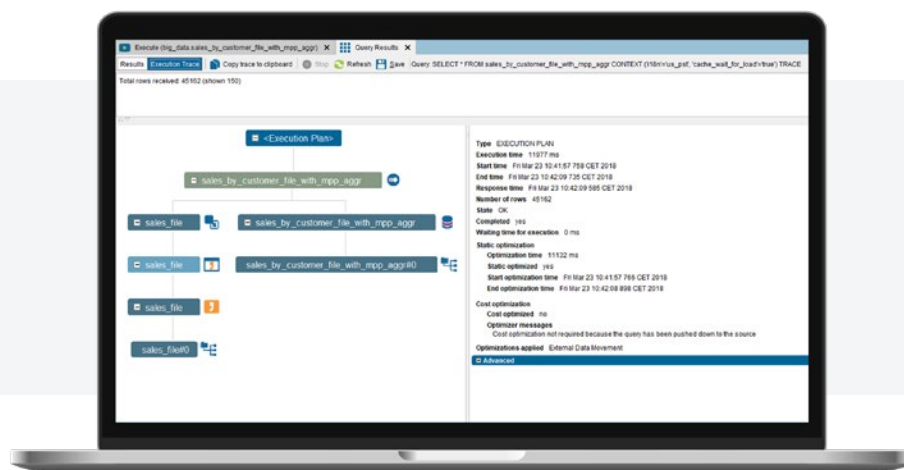 Execute (big_data.sales_by_customer_file_with_mpp_aggr) X Query Results X
Results Execution Trace Copy trace to clipboard Stop Refresh Save Query: SELECT * FROM sales_by_customer_file_with_mpp_aggr CONTEXT ('i18n'='us_pst', 'cache_wait_for_load'='true') TRACE
Total rows received: 45162 (shown 150)
<Execution Plan>
sales_by_customer_file_with_mpp_aggr
sales_file
sales_by_customer_file_with_mpp_aggr
sales_file
sales_by_customer_file_with_mpp_aggr#0
sales_file
sales_file#0
Type EXECUTION PLAN
Execution time 11977 ms
Start time Fri Mar 23 10:41:57 758 CET 2018
End time Fri Mar 23 10:42:09 735 CET 2018
Response time Fri Mar 23 10:42:09 585 CET 2018
Number of rows 45162
State OK
Completed yes
Waiting time for execution 0 ms
Static optimization
Optimization time 11132 ms
Static optimized yes
Start optimization time Fri Mar 23 10:41:57 766 CET 2018
End optimization time Fri Mar 23 10:42:08 898 CET 2018
Cost optimization
Cost optimized no
Optimizer messages
Cost optimization not required because the query has been pushed down to the source
Optimizations applied External Data Movement
Advanced